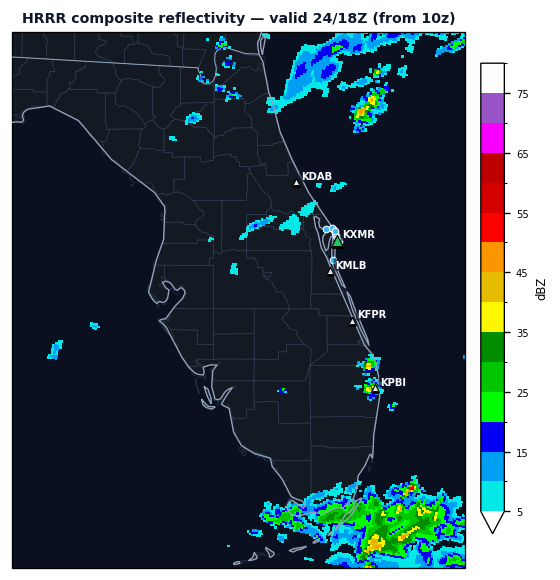 HRRR composite reflectivity — valid 24/18Z (from 10z)
KDAB
KXMR
KMLB
KFPR
KPBI
75
65
55
45
35
25
15
5
dBZ